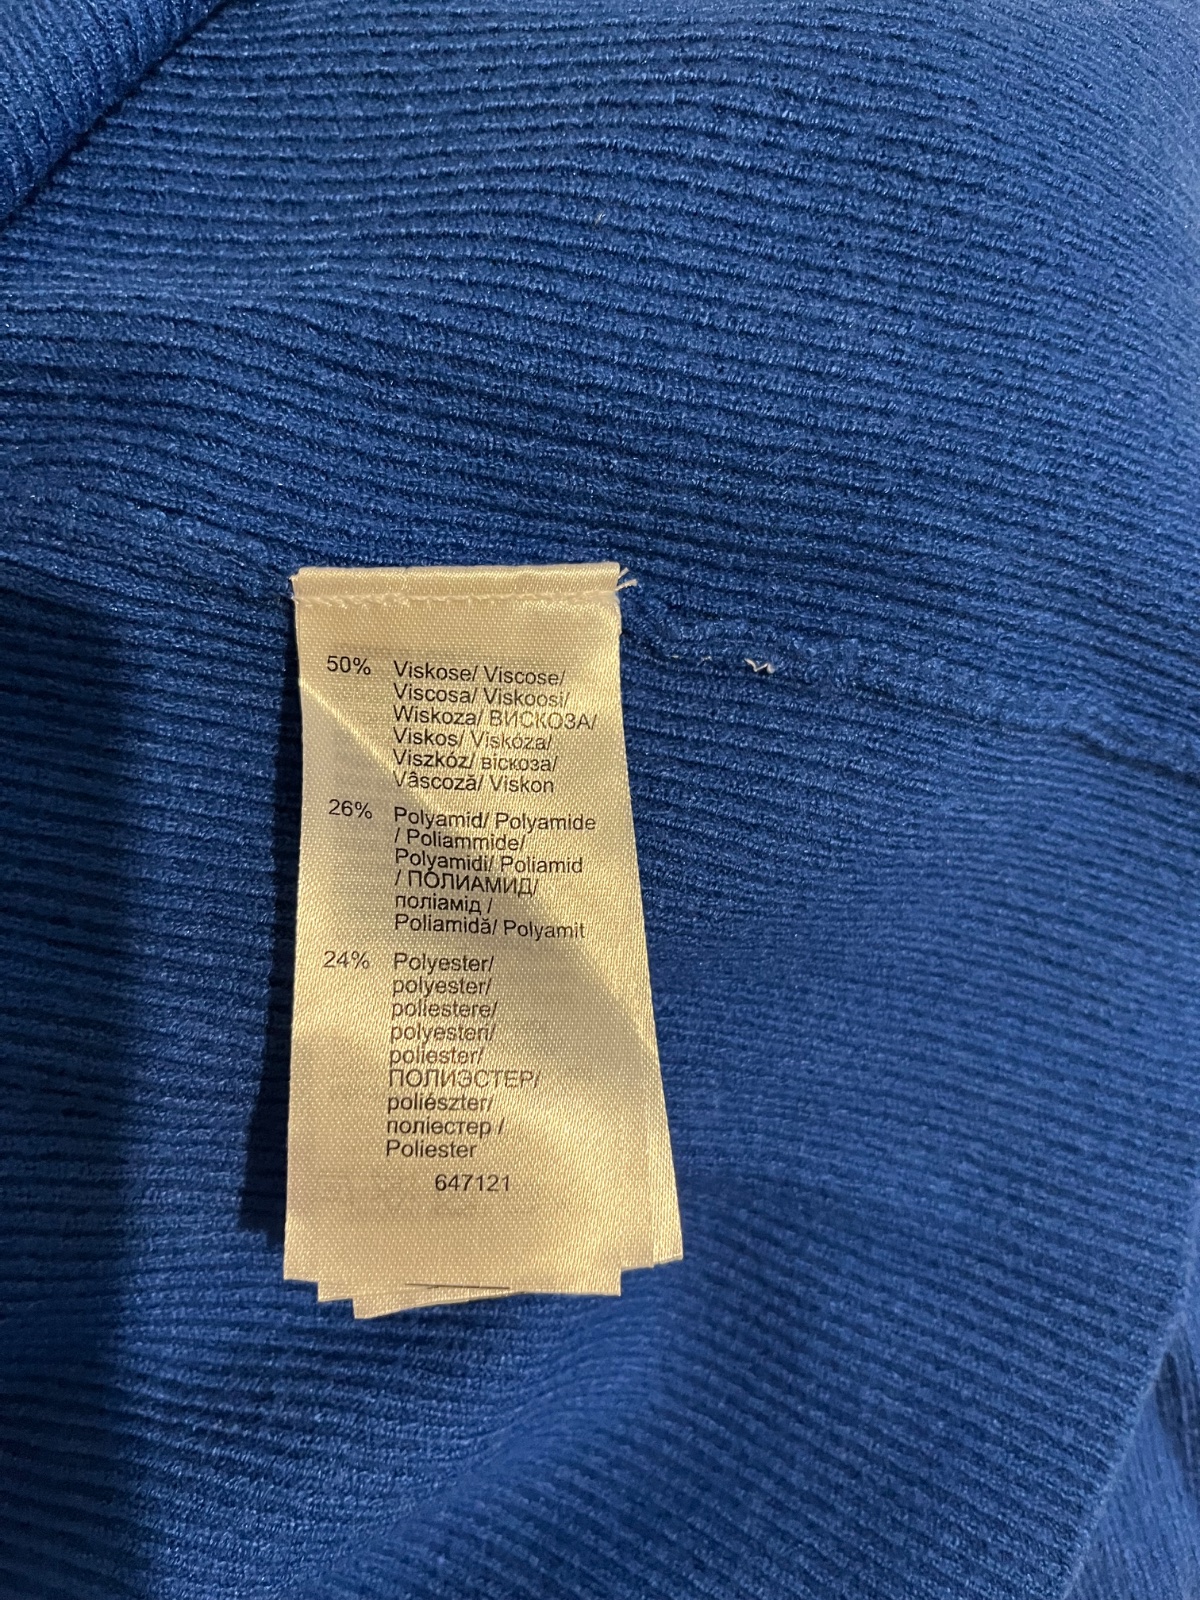 50% Viskose/ Viscose/
Viscosa/ Viskoosi/
Wiskoza/ ВИСКОЗА/
Viskos/ Viskóza/
Viszkóz/ віскоза/
Vâscoză/ Viskon
26% Polyamid/ Polyamide
/ Poliammide/
Polyamidi/ Poliamid
/ ПОЛИАМИД/
поліамід /
Poliamidă/ Polyamit
24% Polyester/
polyester/
poliestere/
polyesteri/
poliester/
ПОЛИЭСТЕР/
poliészter/
поліестер /
Poliester
647121